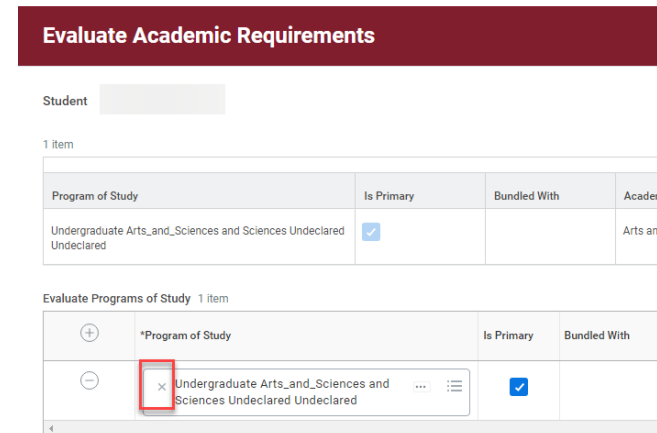 Evaluate Academic Requirements
Student
1 item
Program of Study Is Primary Bundled With
Undergraduate Arts_and_Sciences and Sciences Undeclared
Undeclared
Evaluate Programs of Study 1 item
*Program of Study Is Primary Bundled With
Undergraduate Arts_and_Sciences and
Sciences Undeclared Undeclared